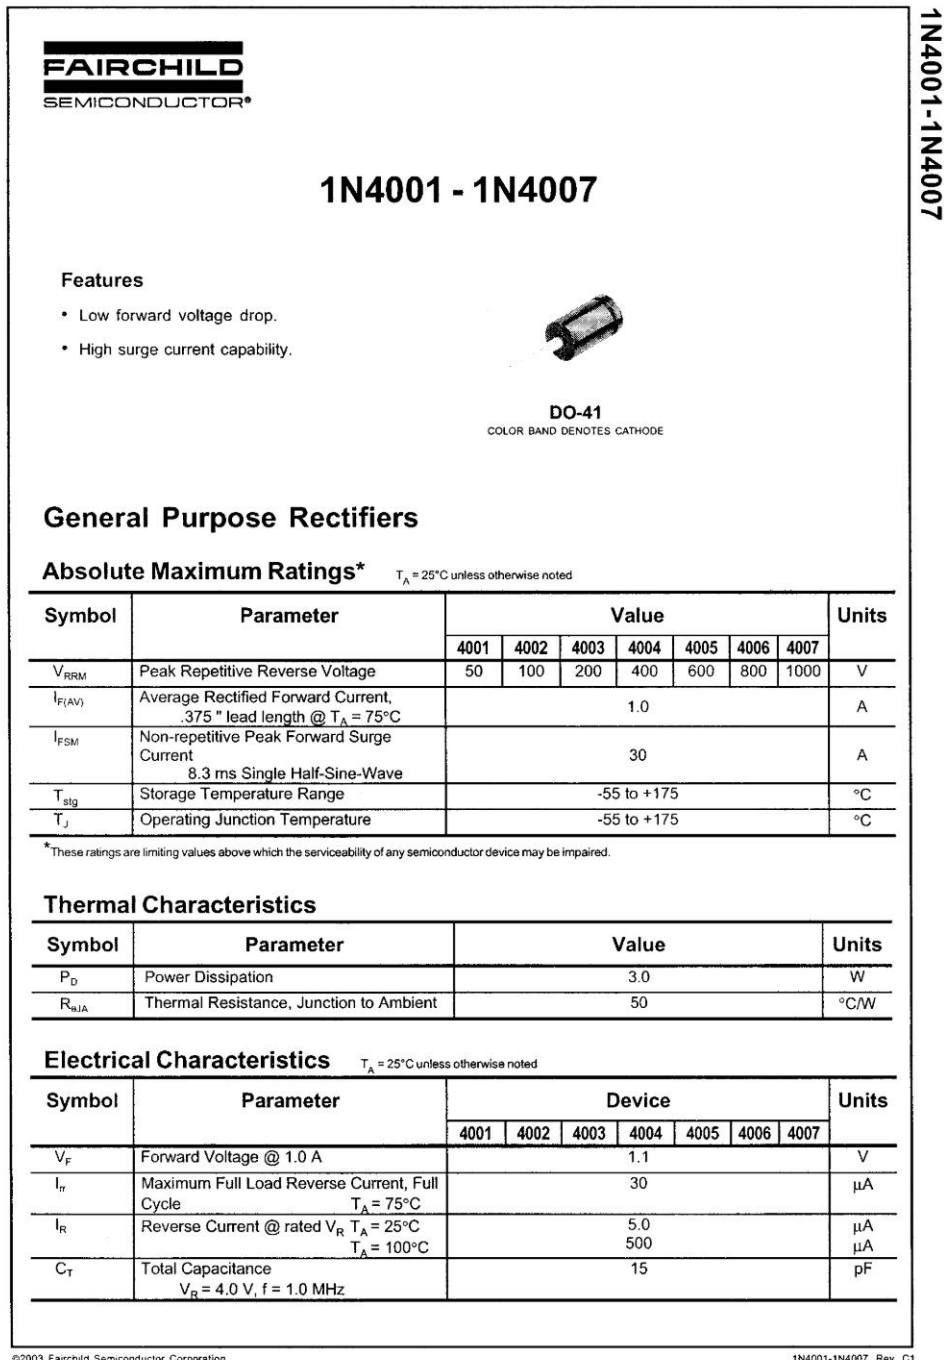 1N4001-1N4007
FAIRCHILD
SEMICONDUCTOR®
1N4001 - 1N4007
Features
• Low forward voltage drop.
• High surge current capability.
DO-41
COLOR BAND DENOTES CATHODE
General Purpose Rectifiers
Absolute Maximum Ratings* TA = 25°C unless otherwise noted
Symbol Parameter Value Units
4001 4002 4003 4004 4005 4006 4007
VRRM Peak Repetitive Reverse Voltage 50 100 200 400 600 800 1000 V
IF(AV) Average Rectified Forward Current,
.375 " lead length @ TA = 75°C 1.0 A
IFSM Non-repetitive Peak Forward Surge
Current 30 A
8.3 ms Single Half-Sine-Wave
Tstg Storage Temperature Range -55 to +175 °C
TJ Operating Junction Temperature -55 to +175 °C
*These ratings are limiting values above which the serviceability of any semiconductor device may be impaired.
Thermal Characteristics
Symbol Parameter Value Units
PD Power Dissipation 3.0 W
RθJA Thermal Resistance, Junction to Ambient 50 °C/W
Electrical Characteristics TA = 25°C unless otherwise noted
Symbol Parameter Device Units
4001 4002 4003 4004 4005 4006 4007
VF Forward Voltage @ 1.0 A 1.1 V
Irr Maximum Full Load Reverse Current, Full 30 µA
Cycle TA = 75°C
IR Reverse Current @ rated VR TA = 25°C 5.0 µA
TA = 100°C 500 µA
CT Total Capacitance 15 pF
VR = 4.0 V, f = 1.0 MHz
©2003 Fairchild Semiconductor Corporation
1N4001-1N4007, Rev. C1